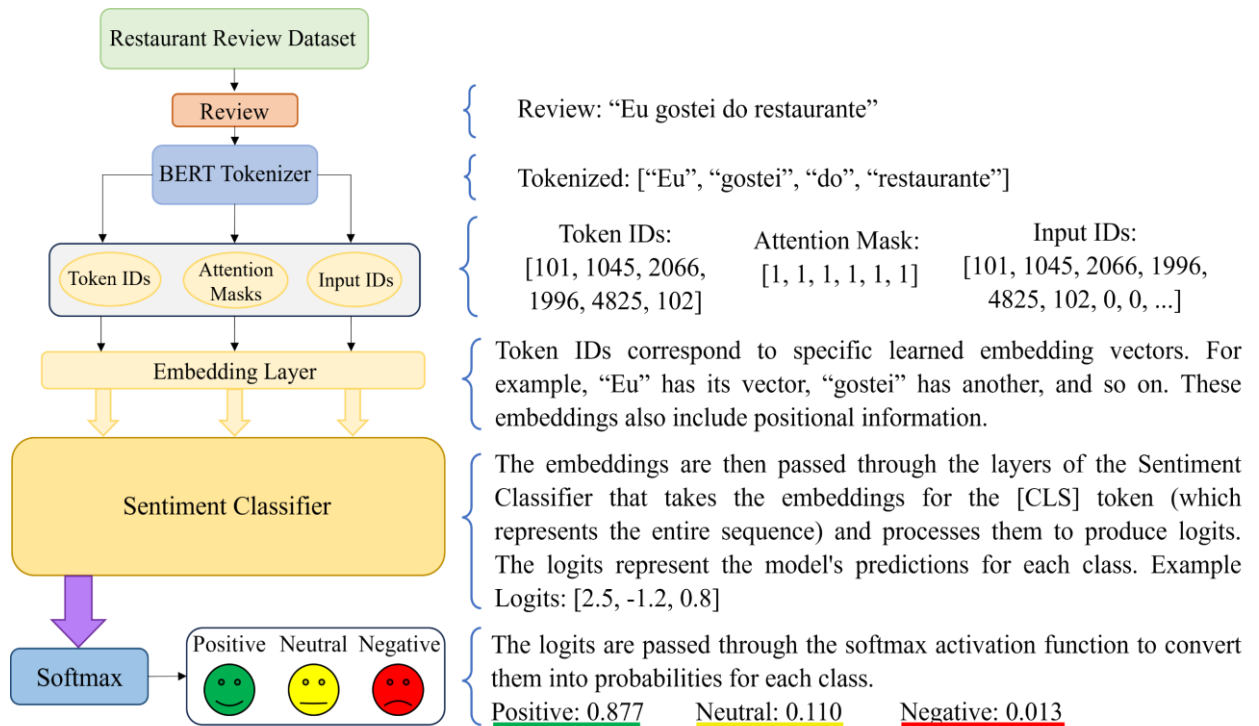 Restaurant Review Dataset
Review
Review: “Eu gostei do restaurante”
BERT Tokenizer
Tokenized: [“Eu”, “gostei”, “do”, “restaurante”]
Token IDs
Attention
Masks
Input IDs
Token IDs:
[101, 1045, 2066,
1996, 4825, 102]
Attention Mask:
[1, 1, 1, 1, 1, 1]
Input IDs:
[101, 1045, 2066, 1996,
4825, 102, 0, 0, ...]
Embedding Layer
Token IDs correspond to specific learned embedding vectors. For
example, “Eu” has its vector, “gostei” has another, and so on. These
embeddings also include positional information.
Sentiment Classifier
The embeddings are then passed through the layers of the Sentiment
Classifier that takes the embeddings for the [CLS] token (which
represents the entire sequence) and processes them to produce logits.
The logits represent the model's predictions for each class. Example
Logits: [2.5, -1.2, 0.8]
Softmax
Positive Neutral Negative
The logits are passed through the softmax activation function to convert
them into probabilities for each class.
Positive: 0.877 Neutral: 0.110 Negative: 0.013